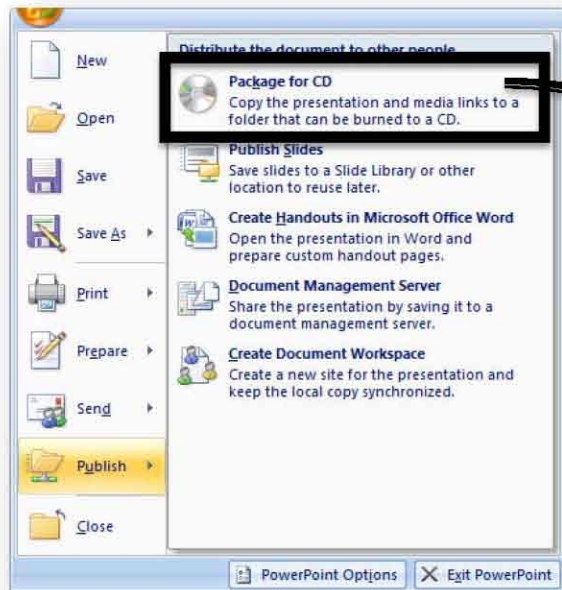 New
Open
Save
Save As
Print
Prepare
Send
Publish
Close
Distribute the document to other people
Package for CD
Copy the presentation and media links to a
folder that can be burned to a CD.
Publish Slides
Save slides to a Slide Library or other
location to reuse later.
Create Handouts in Microsoft Office Word
Open the presentation in Word and
prepare custom handout pages.
Document Management Server
Share the presentation by saving it to a
document management server.
Create Document Workspace
Create a new site for the presentation and
keep the local copy synchronized.
PowerPoint Options
Exit PowerPoint